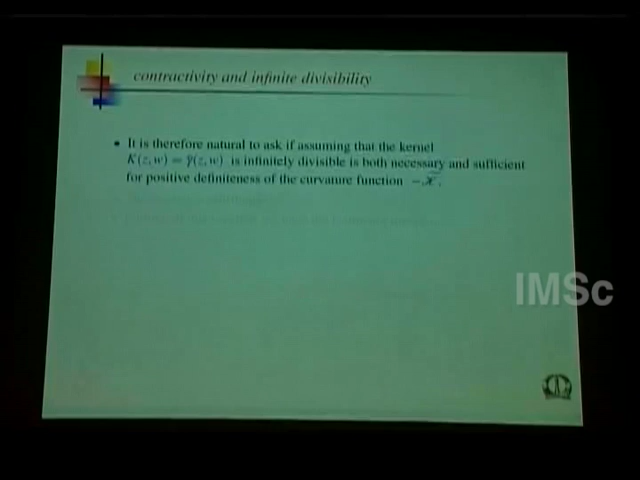 contractivity and infinite divisibility
• It is therefore natural to ask if assuming that the kernel
K(z, w) = γ̃(z, w) is infinitely divisible is both necessary and sufficient
for positive definiteness of the curvature function −𝒦̃.
IMSc